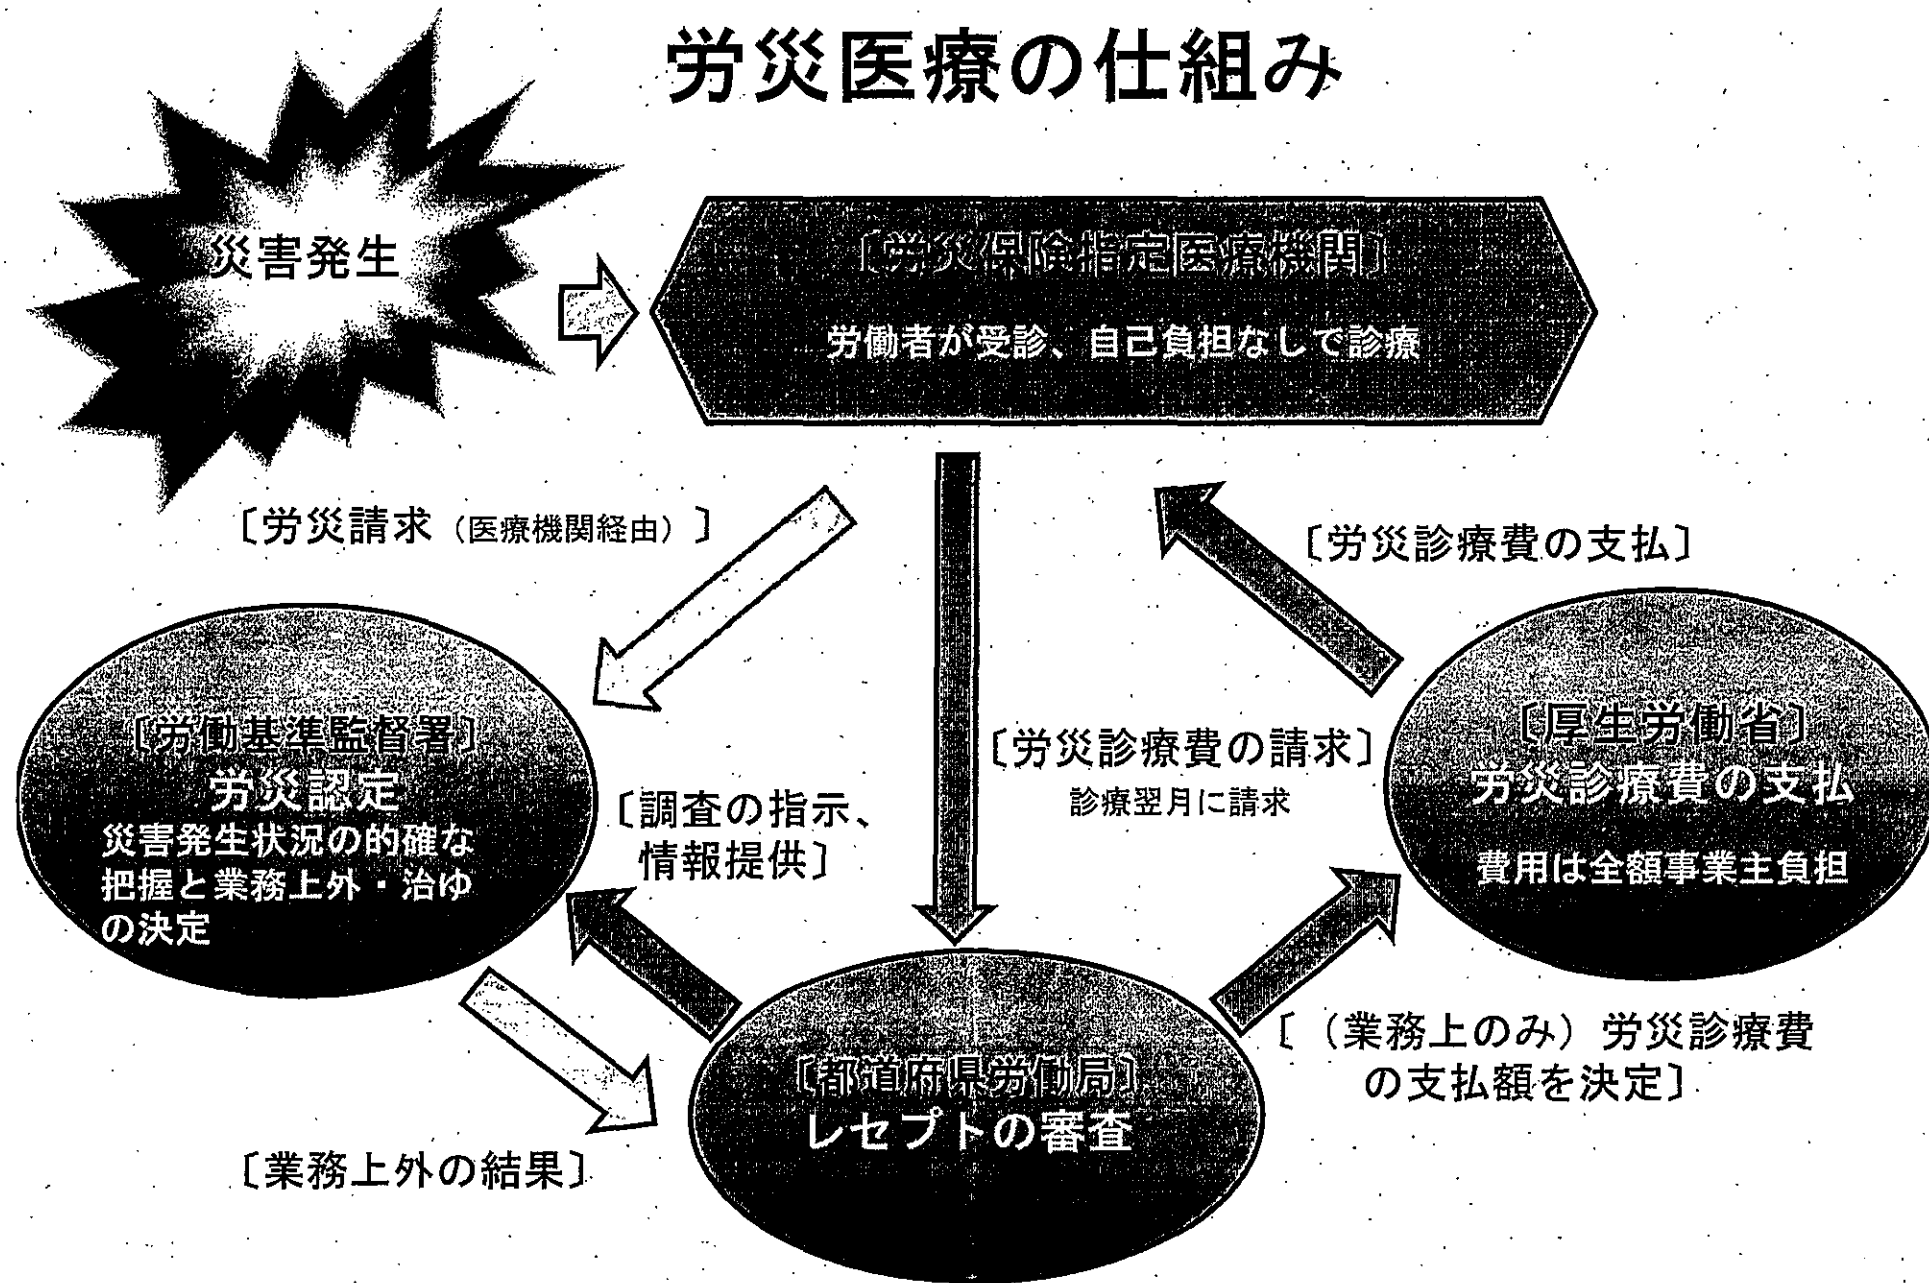 労災医療の仕組み
災害発生
〔労災保険指定医療機関〕
労働者が受診、自己負担なしで診療
〔労災請求（医療機関経由）〕
〔労災診療費の支払〕
〔労働基準監督署〕
労災認定
災害発生状況の的確な
把握と業務上外・治ゆ
の決定
〔調査の指示、
情報提供〕
〔労災診療費の請求〕
診療翌月に請求
〔厚生労働省〕
労災診療費の支払
費用は全額事業主負担
〔業務上外の結果〕
〔都道府県労働局〕
レセプトの審査
〔（業務上のみ）労災診療費
の支払額を決定〕